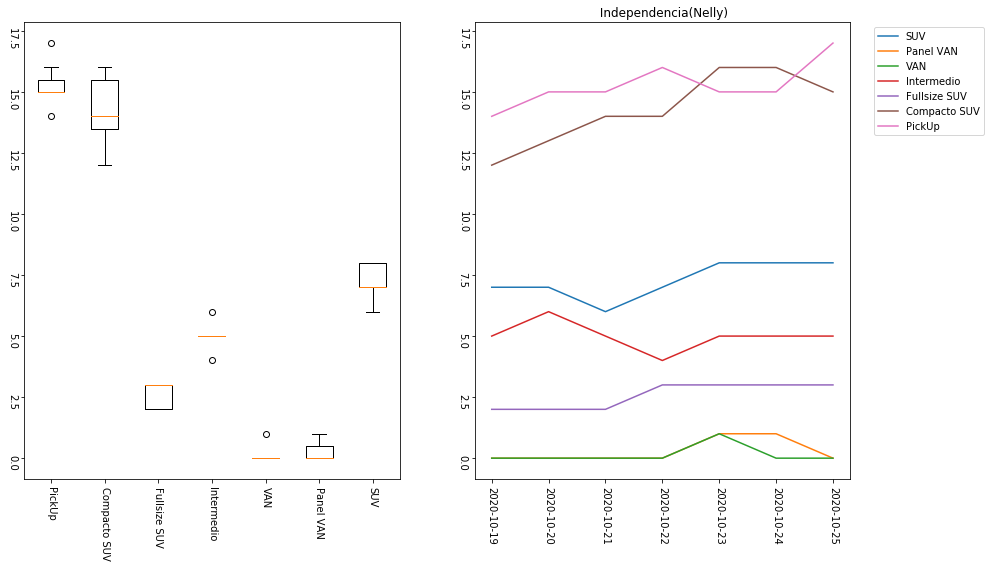 17.5
15.0
12.5
10.0
7.5
5.0
2.5
0.0
PickUp
Compacto SUV
Fullsize SUV
Intermedio
VAN
Panel VAN
SUV
Independencia(Nelly)
17.5
15.0
12.5
10.0
7.5
5.0
2.5
0.0
2020-10-19
2020-10-20
2020-10-21
2020-10-22
2020-10-23
2020-10-24
2020-10-25
SUV
Panel VAN
VAN
Intermedio
Fullsize SUV
Compacto SUV
PickUp